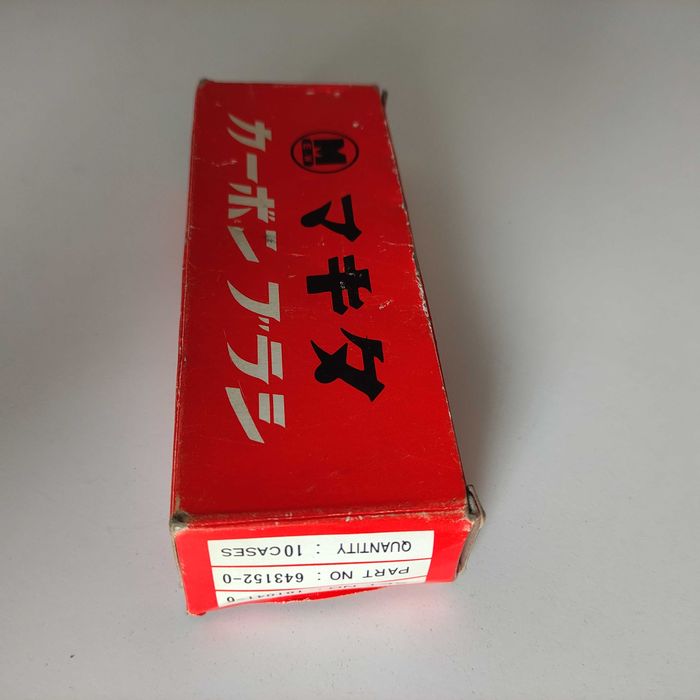 M
マキタ
カーボンブラシ
QUANTITY : 10CASES
PART NO : 643152-0